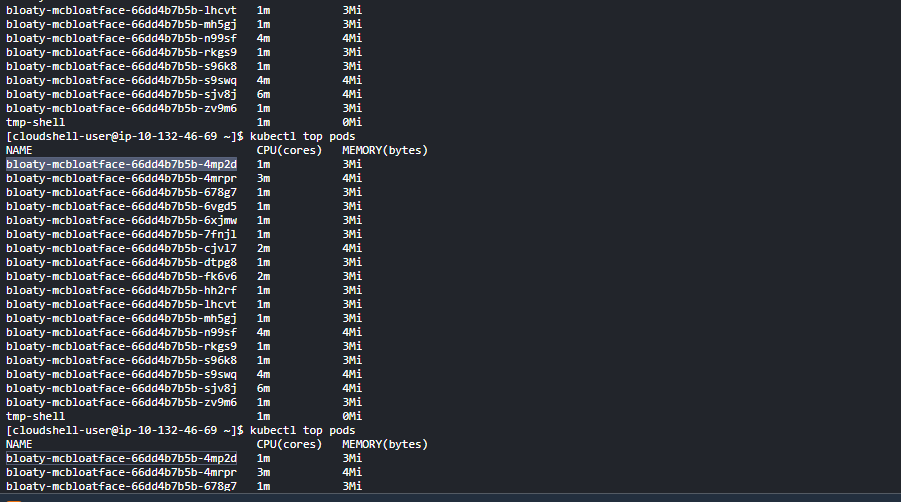 bloaty-mcbloatface-66dd4b7b5b-lhcvt 1m 3Mi
bloaty-mcbloatface-66dd4b7b5b-mh5gj 1m 3Mi
bloaty-mcbloatface-66dd4b7b5b-n99sf 4m 4Mi
bloaty-mcbloatface-66dd4b7b5b-rkgs9 1m 3Mi
bloaty-mcbloatface-66dd4b7b5b-s96k8 1m 3Mi
bloaty-mcbloatface-66dd4b7b5b-s9swq 4m 4Mi
bloaty-mcbloatface-66dd4b7b5b-sjv8j 6m 4Mi
bloaty-mcbloatface-66dd4b7b5b-zv9m6 1m 3Mi
tmp-shell 1m 0Mi
[cloudshell-user@ip-10-132-46-69 ~]$ kubectl top pods
NAME CPU(cores) MEMORY(bytes)
bloaty-mcbloatface-66dd4b7b5b-4mp2d 1m 3Mi
bloaty-mcbloatface-66dd4b7b5b-4mrpr 3m 4Mi
bloaty-mcbloatface-66dd4b7b5b-678g7 1m 3Mi
bloaty-mcbloatface-66dd4b7b5b-6vgd5 1m 3Mi
bloaty-mcbloatface-66dd4b7b5b-6xjmw 1m 3Mi
bloaty-mcbloatface-66dd4b7b5b-7fnjl 1m 3Mi
bloaty-mcbloatface-66dd4b7b5b-cjvl7 2m 4Mi
bloaty-mcbloatface-66dd4b7b5b-dtpg8 1m 3Mi
bloaty-mcbloatface-66dd4b7b5b-fk6v6 2m 3Mi
bloaty-mcbloatface-66dd4b7b5b-hh2rf 1m 3Mi
bloaty-mcbloatface-66dd4b7b5b-lhcvt 1m 3Mi
bloaty-mcbloatface-66dd4b7b5b-mh5gj 1m 3Mi
bloaty-mcbloatface-66dd4b7b5b-n99sf 4m 4Mi
bloaty-mcbloatface-66dd4b7b5b-rkgs9 1m 3Mi
bloaty-mcbloatface-66dd4b7b5b-s96k8 1m 3Mi
bloaty-mcbloatface-66dd4b7b5b-s9swq 4m 4Mi
bloaty-mcbloatface-66dd4b7b5b-sjv8j 6m 4Mi
bloaty-mcbloatface-66dd4b7b5b-zv9m6 1m 3Mi
tmp-shell 1m 0Mi
[cloudshell-user@ip-10-132-46-69 ~]$ kubectl top pods
NAME CPU(cores) MEMORY(bytes)
bloaty-mcbloatface-66dd4b7b5b-4mp2d 1m 3Mi
bloaty-mcbloatface-66dd4b7b5b-4mrpr 3m 4Mi
bloaty-mcbloatface-66dd4b7b5b-678g7 1m 3Mi